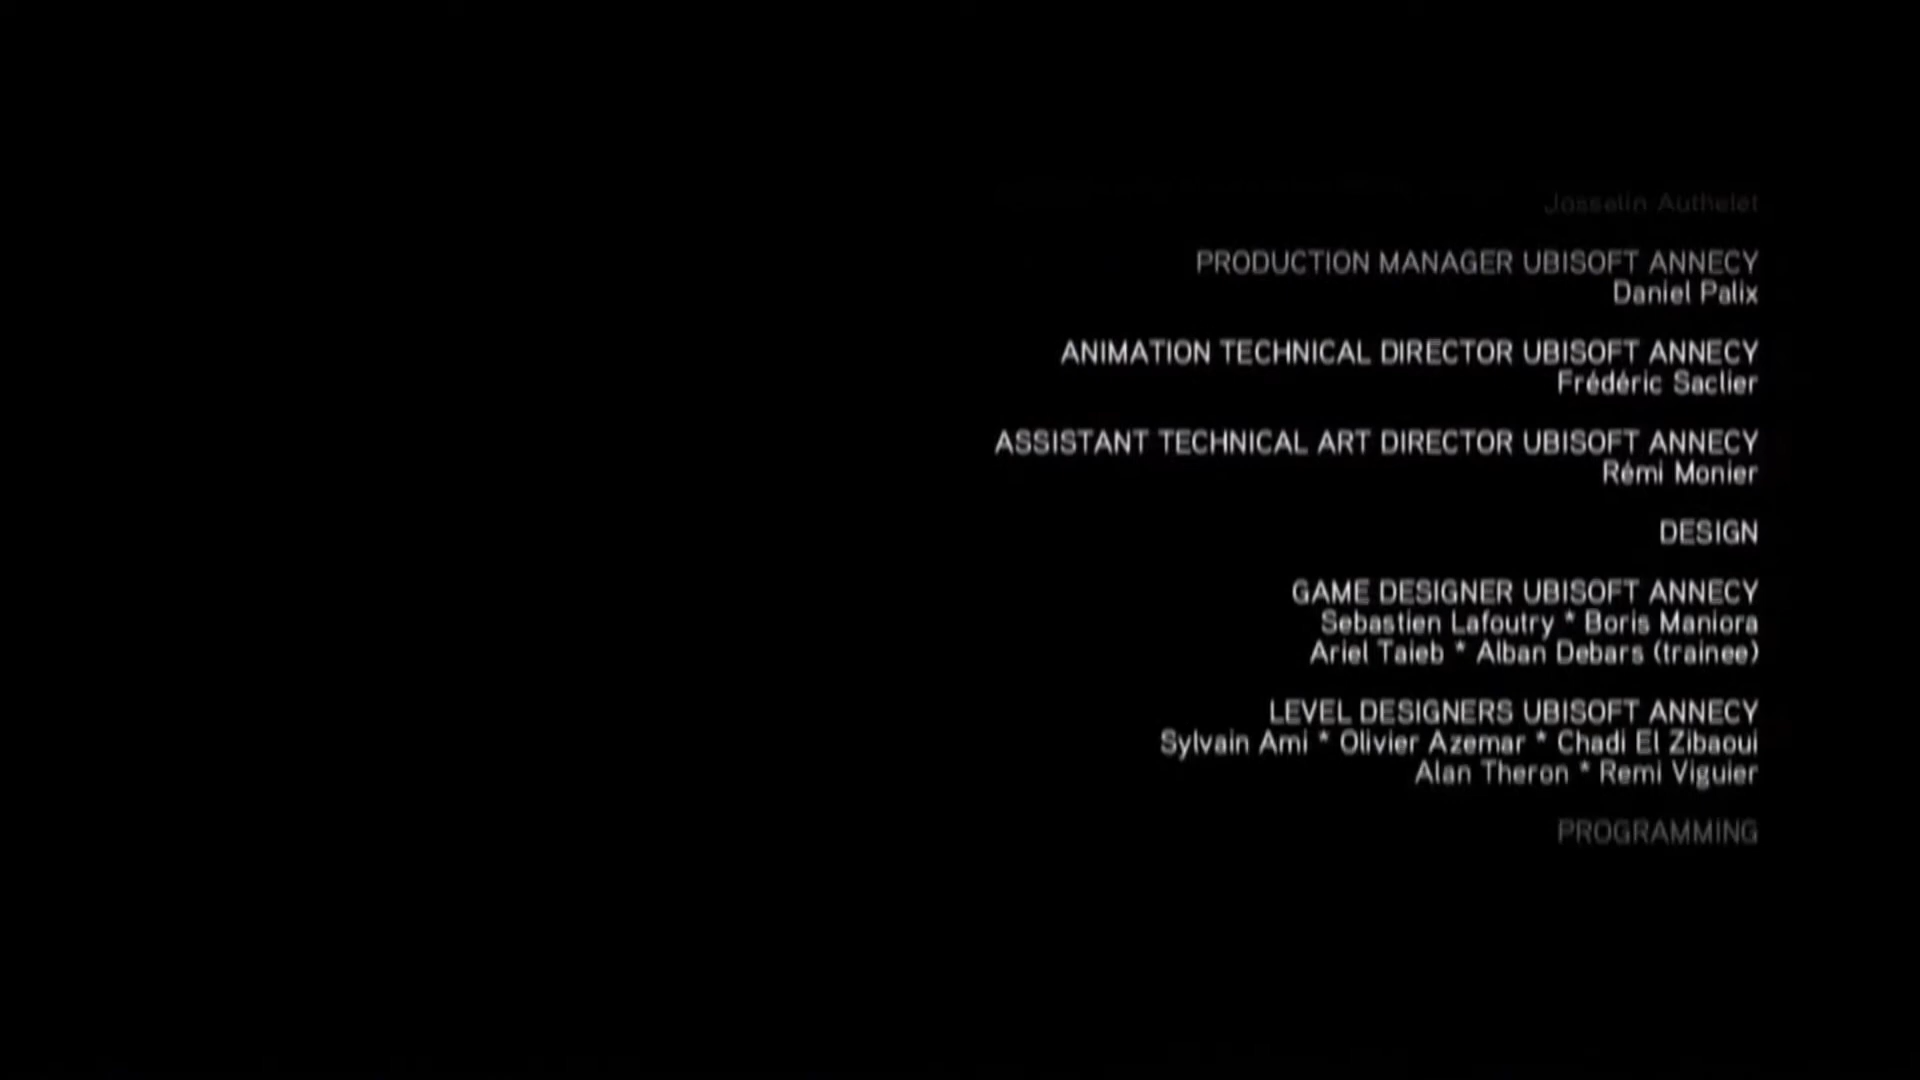 Josselin Authelet
PRODUCTION MANAGER UBISOFT ANNECY
Daniel Palix
ANIMATION TECHNICAL DIRECTOR UBISOFT ANNECY
Frédéric Saclier
ASSISTANT TECHNICAL ART DIRECTOR UBISOFT ANNECY
Rémi Monier
DESIGN
GAME DESIGNER UBISOFT ANNECY
Sebastien Lafoutry * Boris Maniora
Ariel Taieb * Alban Debars (trainee)
LEVEL DESIGNERS UBISOFT ANNECY
Sylvain Ami * Olivier Azemar * Chadi El Zibaoui
Alan Theron * Remi Viguier
PROGRAMMING